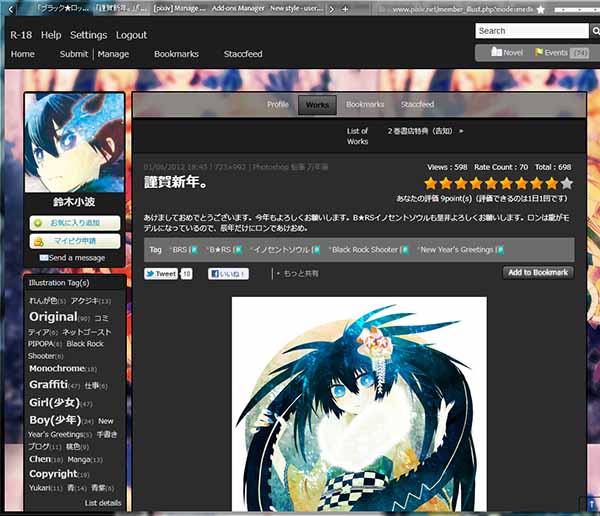 「ブラック★ロッ...
「謹賀新年。」/「...
[pixiv] Manage ...
Add-ons Manager
New style - user...
www.pixiv.net/member_illust.php?mode=medi
R-18 Help Settings Logout
Search
Home Submit Manage Bookmarks Staccfeed
Novel Events (74)
Profile Works Bookmarks Staccfeed
List of Works
２巻書店特典（告知） »
01/06/2012 18:43 | 723×992 | Photoshop
Views : 598 Rate Count : 70 Total : 698
謹賀新年。
あなたの評価 9point(s)（評価できるのは1日1回です）
あけましておめでとうございます。今年もよろしくお願いします。B★RSイノセントソウルも是非よろしくお願いします。ロンは龍がモ
デルになっているので、辰年だけにロンであけおめ。
Tag *BRS *B★RS *イノセントソウル *Black Rock Shooter *New Year's Greetings
Tweet 18 いいね！ + もっと共有
Add to Bookmark
鈴木小波
お気に入り追加
マイピク申請
Send a message
Illustration Tag(s)
れんが色(5) アクジキ(13)
Original(90) コミ
ティア(6) ネットゴースト
PIPOPA(6) Black Rock
Shooter(6)
Monochrome(18)
Graffiti(47) 仕事(6)
Girl(少女)(47)
Boy(少年)(24) New
Year's Greetings(5) 手書き
ブログ(11) 桃色(9)
Chen(18) Manga(13)
Copyright(19)
Yukari(11) 青(14) 青紫(6)
List details